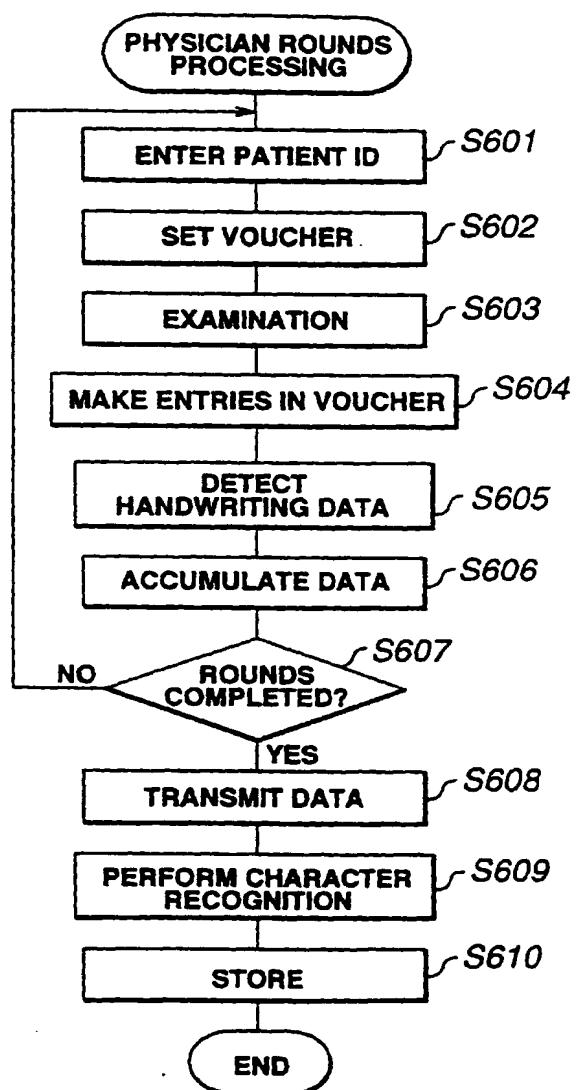 PHYSICIAN ROUNDS
PROCESSING
ENTER PATIENT ID
S601
SET VOUCHER
S602
EXAMINATION
S603
MAKE ENTRIES IN VOUCHER
S604
DETECT
HANDWRITING DATA
S605
ACCUMULATE DATA
S606
S607
NO
ROUNDS
COMPLETED?
YES
TRANSMIT DATA
S608
PERFORM CHARACTER
RECOGNITION
S609
STORE
S610
END